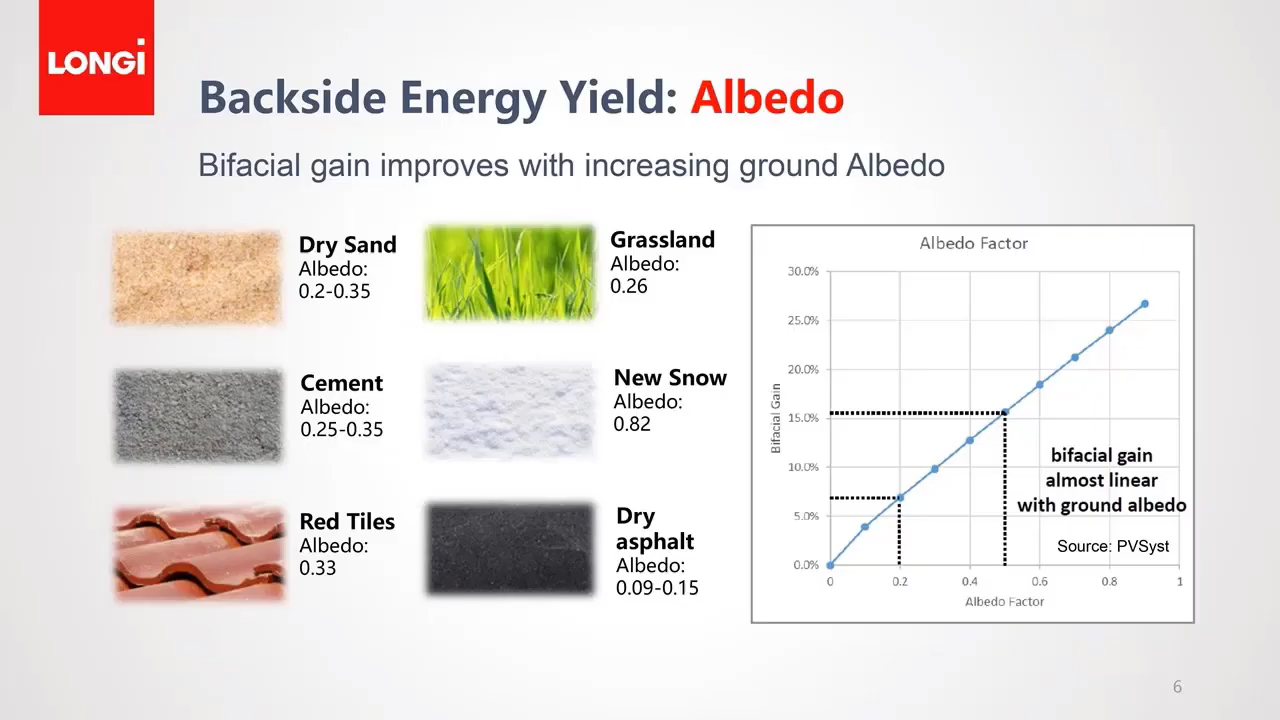 LONGi
Backside Energy Yield: Albedo
Bifacial gain improves with increasing ground Albedo
Dry Sand
Albedo:
0.2-0.35
Grassland
Albedo:
0.26
Cement
Albedo:
0.25-0.35
New Snow
Albedo:
0.82
Red Tiles
Albedo:
0.33
Dry
asphalt
Albedo:
0.09-0.15
Albedo Factor
30.0%
25.0%
20.0%
15.0%
10.0%
5.0%
0.0%
Bifacial Gain
bifacial gain
almost linear
with ground albedo
Source: PVSyst
0 0.2 0.4 0.6 0.8 1
Albedo Factor
6